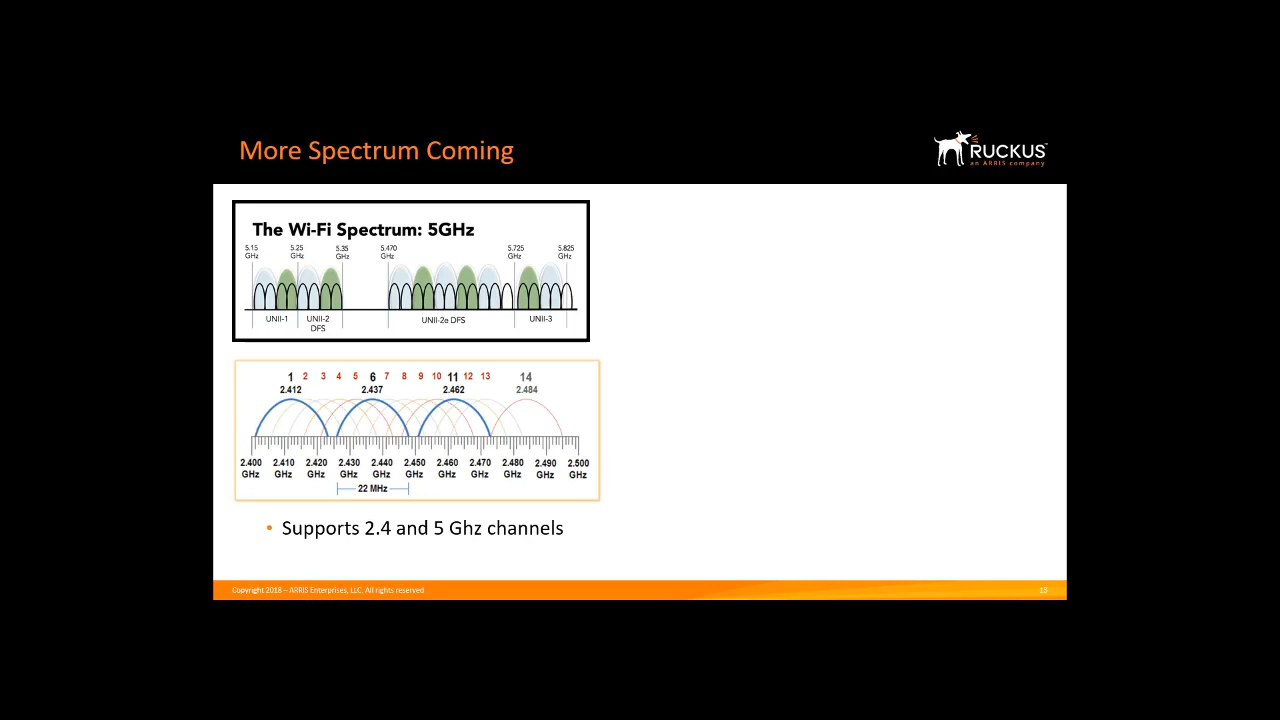 More Spectrum Coming
RUCKUS™
an ARRIS company
The Wi-Fi Spectrum: 5GHz
5.15 GHz 5.25 GHz 5.35 GHz 5.470 GHz 5.725 GHz 5.825 GHz
UNII-1 UNII-2 DFS UNII-2e DFS UNII-3
1 2 3 4 5 6 7 8 9 10 11 12 13 14
2.412 2.437 2.462 2.484
2.400 2.410 2.420 2.430 2.440 2.450 2.460 2.470 2.480 2.490 2.500
GHz GHz GHz GHz GHz GHz GHz GHz GHz GHz GHz
22 MHz
• Supports 2.4 and 5 Ghz channels
Copyright 2018 – ARRIS Enterprises, LLC. All rights reserved
13